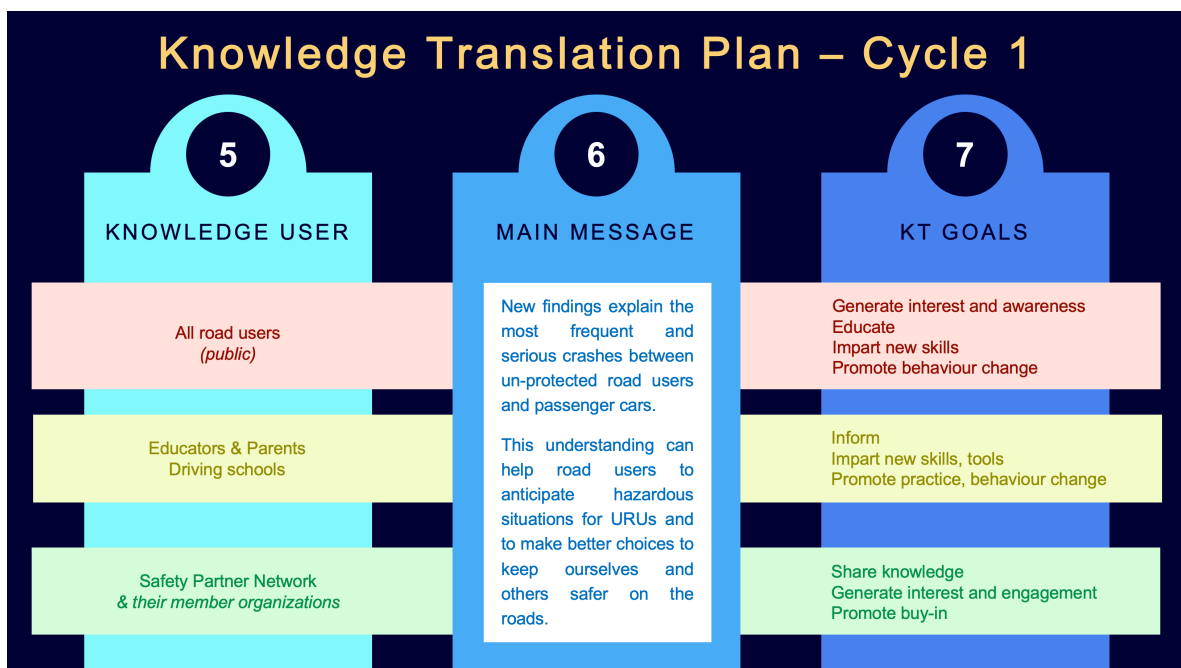 Knowledge Translation Plan – Cycle 1
5
KNOWLEDGE USER
All road users
(public)
Educators & Parents
Driving schools
Safety Partner Network
& their member organizations
6
MAIN MESSAGE
New findings explain the
most frequent and
serious crashes between
un-protected road users
and passenger cars.
This understanding can
help road users to
anticipate hazardous
situations for URUs and
to make better choices to
keep ourselves and
others safer on the
roads.
7
KT GOALS
Generate interest and awareness
Educate
Impart new skills
Promote behaviour change
Inform
Impart new skills, tools
Promote practice, behaviour change
Share knowledge
Generate interest and engagement
Promote buy-in